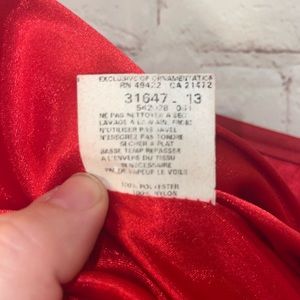 EXCLUSIVE OF ORNAMENTATION
RN 49422 CA 21472
31647 - 13
NE PAS NETTOYER A SEC
LAVAGE A LA MAIN, FROID
N'UTILISER PAS JAVEL
N'ESSOREZ PAS TORDRE
SECHER A PLAT
BASSE TEMP REPASSER
A L'ENVERS DU TISSU
SI NECESSAIRE
PAS DE VAPEUR LE VOILE
100% POLYESTER
100% NYLON